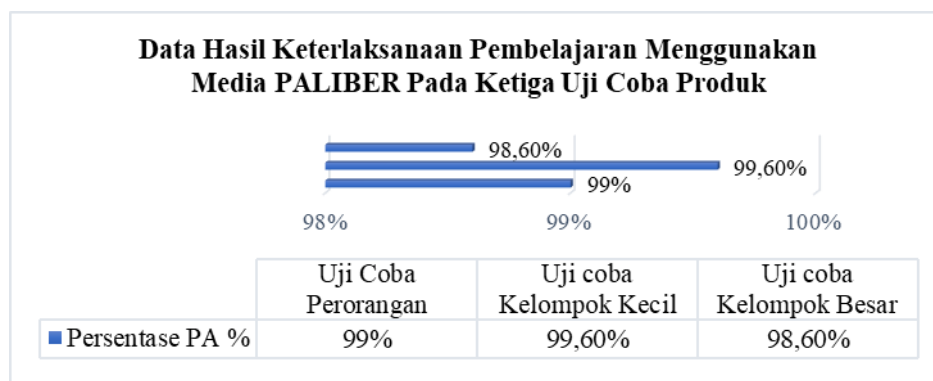 Data Hasil Keterlaksanaan Pembelajaran Menggunakan
Media PALIBER Pada Ketiga Uji Coba Produk
98,60%
99,60%
99%
98% 99% 100%
Uji Coba Perorangan
Uji coba Kelompok Kecil
Uji coba Kelompok Besar
Persentase PA % 99% 99,60% 98,60%